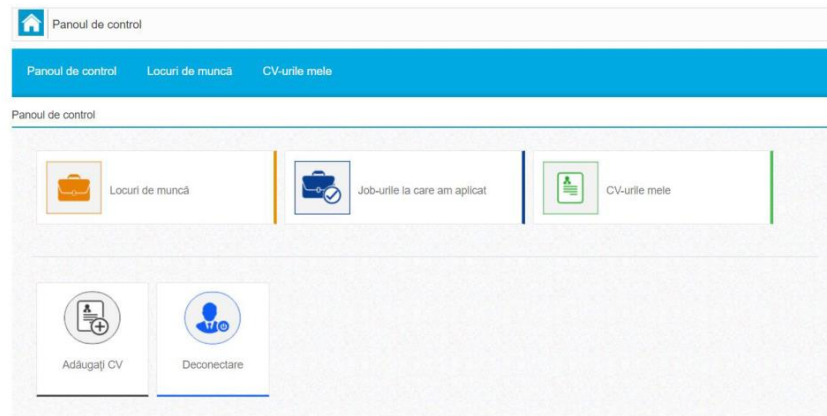 Panoul de control
Panoul de control Locuri de muncă CV-urile mele
Panoul de control
Locuri de muncă Job-urile la care am aplicat CV-urile mele
Adăugați CV Deconectare